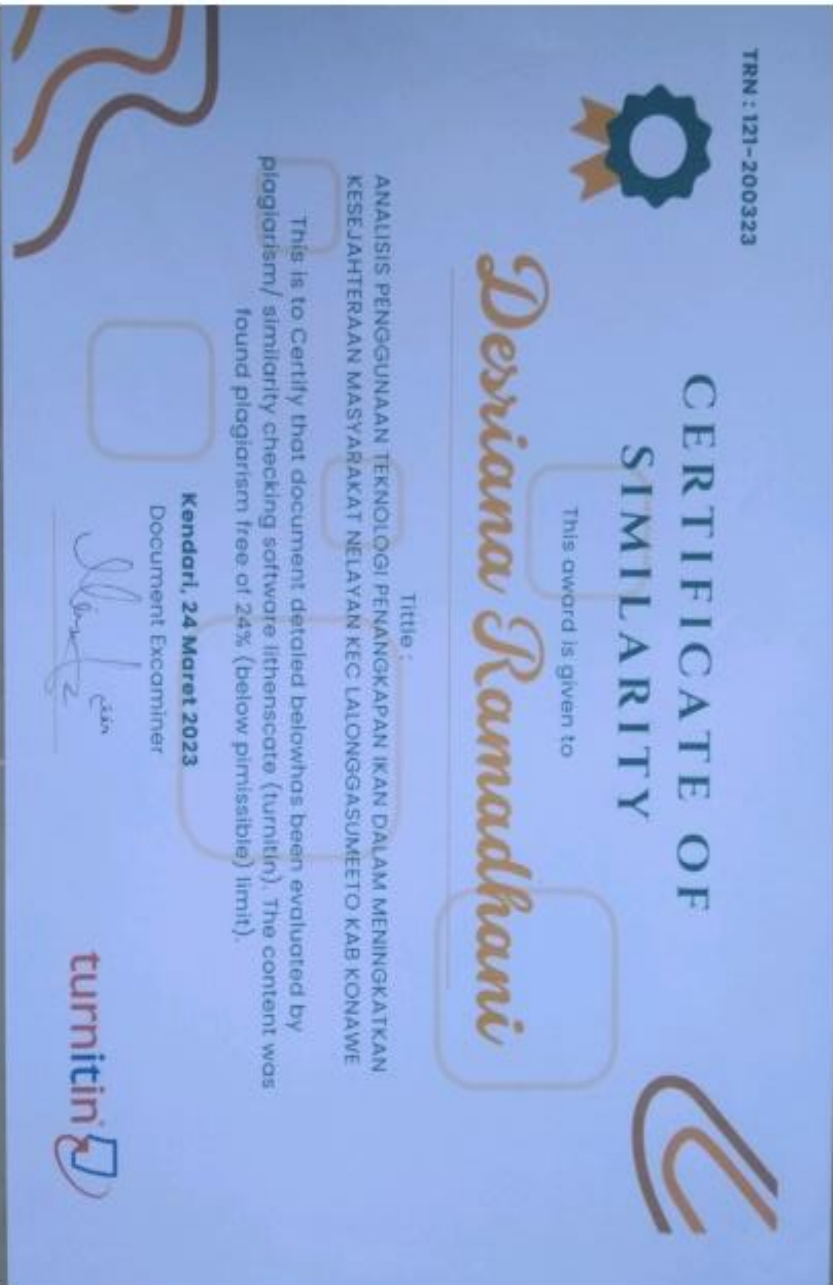 TRN : 121-200323
CERTIFICATE OF
SIMILARITY
This award is given to
Desriana Ramadhani
Tittle :
ANALISIS PENGGUNAAN TEKNOLOGI PENANGKAPAN IKAN DALAM MENINGKATKAN
KESEJAHTERAAN MASYARAKAT NELAYAN KEC LALONGGASUMEETO KAB KONAWE
This is to Certify that document detaled belowhas been evaluated by
plagiarism/ similarity checking software lithenscate (turnitin). The content was
found plagiarism free of 24% (below pimissible) limit).
Kendari, 24 Maret 2023
Document Excaminer
turnitin